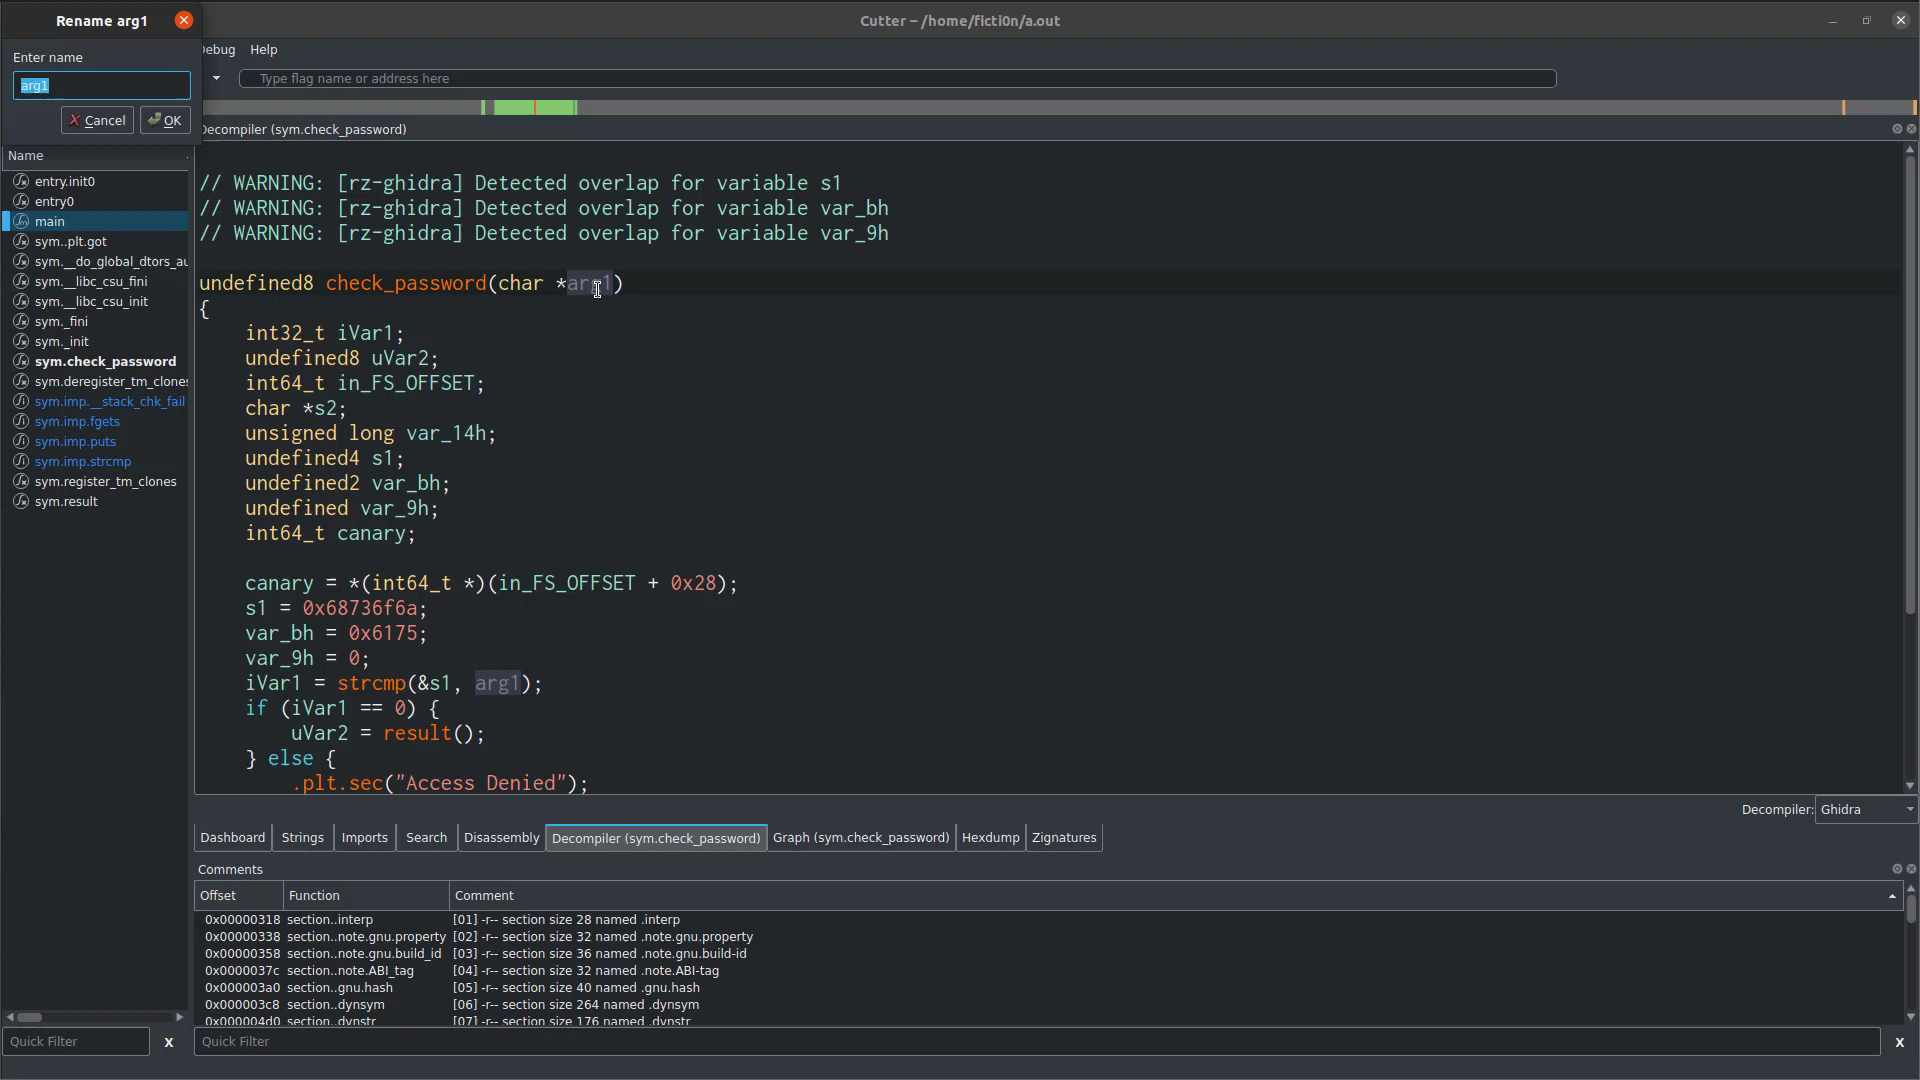 Rename arg1
Cutter – /home/ficti0n/a.out
Enter name
arg1
Cancel
OK
Debug Help
Type flag name or address here
Decompiler (sym.check_password)
Name
entry.init0
entry0
main
sym..plt.got
sym.__do_global_dtors_au
sym.__libc_csu_fini
sym.__libc_csu_init
sym._fini
sym._init
sym.check_password
sym.deregister_tm_clones
sym.imp.__stack_chk_fail
sym.imp.fgets
sym.imp.puts
sym.imp.strcmp
sym.register_tm_clones
sym.result
// WARNING: [rz-ghidra] Detected overlap for variable s1
// WARNING: [rz-ghidra] Detected overlap for variable var_bh
// WARNING: [rz-ghidra] Detected overlap for variable var_9h
undefined8 check_password(char *arg1)
{
int32_t iVar1;
undefined8 uVar2;
int64_t in_FS_OFFSET;
char *s2;
unsigned long var_14h;
undefined4 s1;
undefined2 var_bh;
undefined var_9h;
int64_t canary;
canary = *(int64_t *)(in_FS_OFFSET + 0x28);
s1 = 0x68736f6a;
var_bh = 0x6175;
var_9h = 0;
iVar1 = strcmp(&s1, arg1);
if (iVar1 == 0) {
uVar2 = result();
} else {
.plt.sec("Access Denied");
Decompiler: Ghidra
Dashboard Strings Imports Search Disassembly Decompiler (sym.check_password) Graph (sym.check_password) Hexdump Zignatures
Comments
Offset Function Comment
0x00000318 section..interp [01] -r-- section size 28 named .interp
0x00000338 section..note.gnu.property [02] -r-- section size 32 named .note.gnu.property
0x00000358 section..note.gnu.build_id [03] -r-- section size 36 named .note.gnu.build-id
0x0000037c section..note.ABI_tag [04] -r-- section size 32 named .note.ABI-tag
0x000003a0 section..gnu.hash [05] -r-- section size 40 named .gnu.hash
0x000003c8 section..dynsym [06] -r-- section size 264 named .dynsym
0x000004d0 section..dynstr [07] -r-- section size 176 named .dynstr
Quick Filter X
Quick Filter X